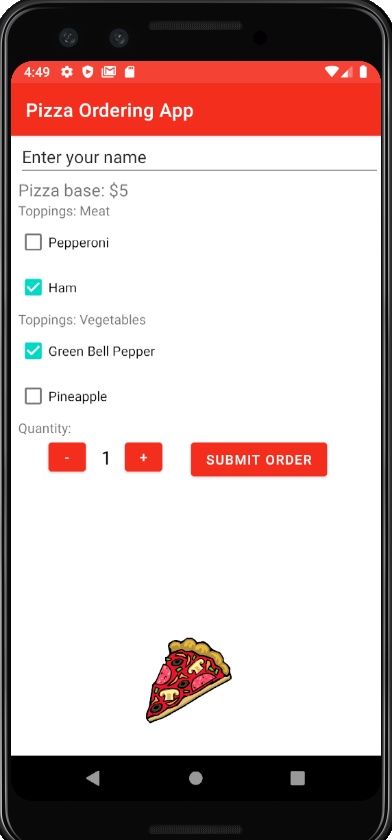 4:49
Pizza Ordering App
Enter your name
Pizza base: $5
Toppings: Meat
Pepperoni
Ham
Toppings: Vegetables
Green Bell Pepper
Pineapple
Quantity:
- 1 + SUBMIT ORDER